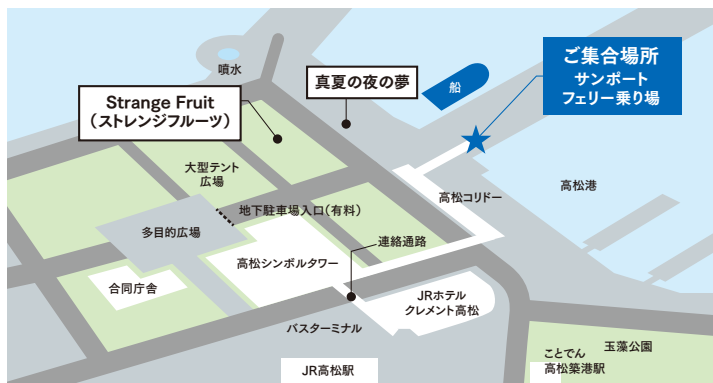 噴水
Strange Fruit
(ストレンジフルーツ)
真夏の夜の夢
船
ご集合場所
サンポート
フェリー乗り場
大型テント
広場
高松コリドー
高松港
地下駐車場入口(有料)
多目的広場
連絡通路
高松シンボルタワー
合同庁舎
JRホテル
クレメント高松
バスターミナル
JR高松駅
ことでん
高松築港駅
玉藻公園